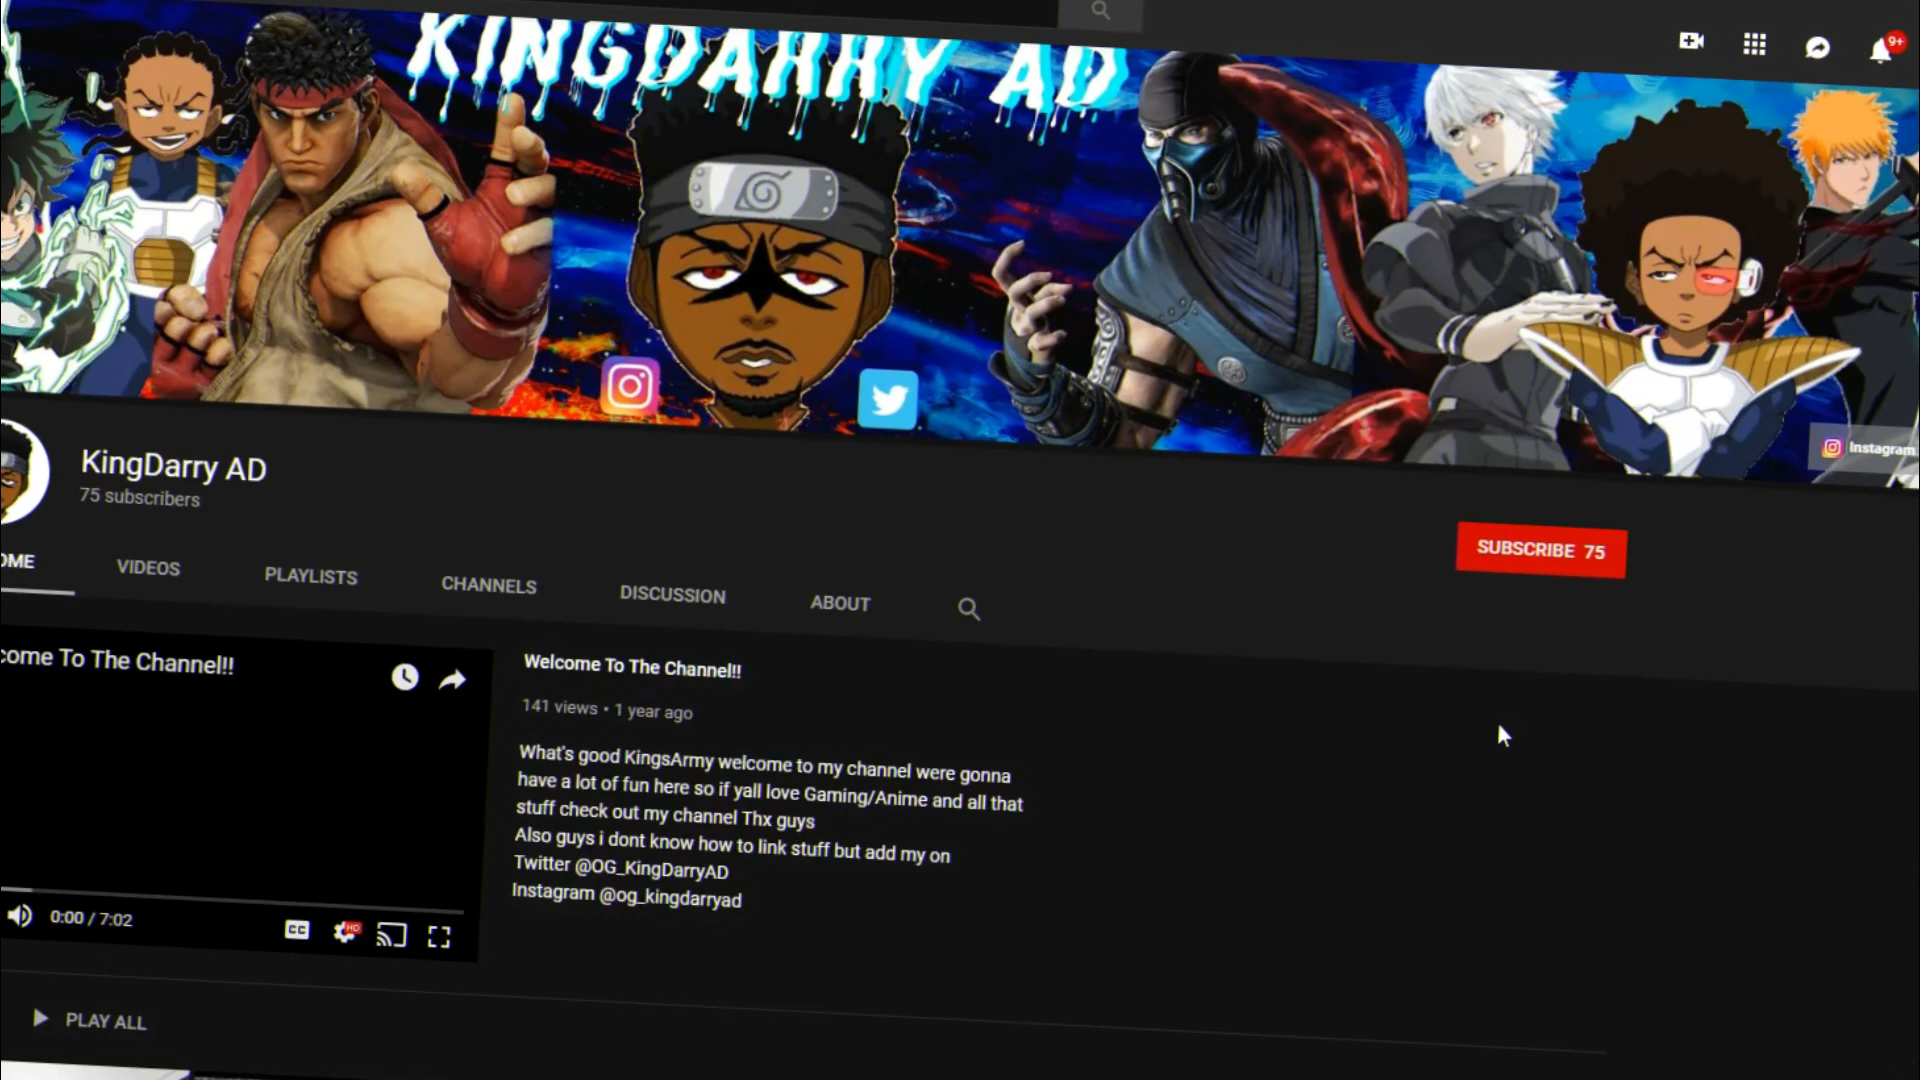 KINGDARRY AD
9+
Instagram
KingDarry AD
75 subscribers
SUBSCRIBE 75
OME
VIDEOS
PLAYLISTS
CHANNELS
DISCUSSION
ABOUT
come To The Channel!!
Welcome To The Channel!!
141 views • 1 year ago
What's good KingsArmy welcome to my channel were gonna
have a lot of fun here so if yall love Gaming/Anime and all that
stuff check out my channel Thx guys
Also guys i dont know how to link stuff but add my on
Twitter @OG_KingDarryAD
Instagram @og_kingdarryad
0:00 / 7:02
CC
HD
PLAY ALL